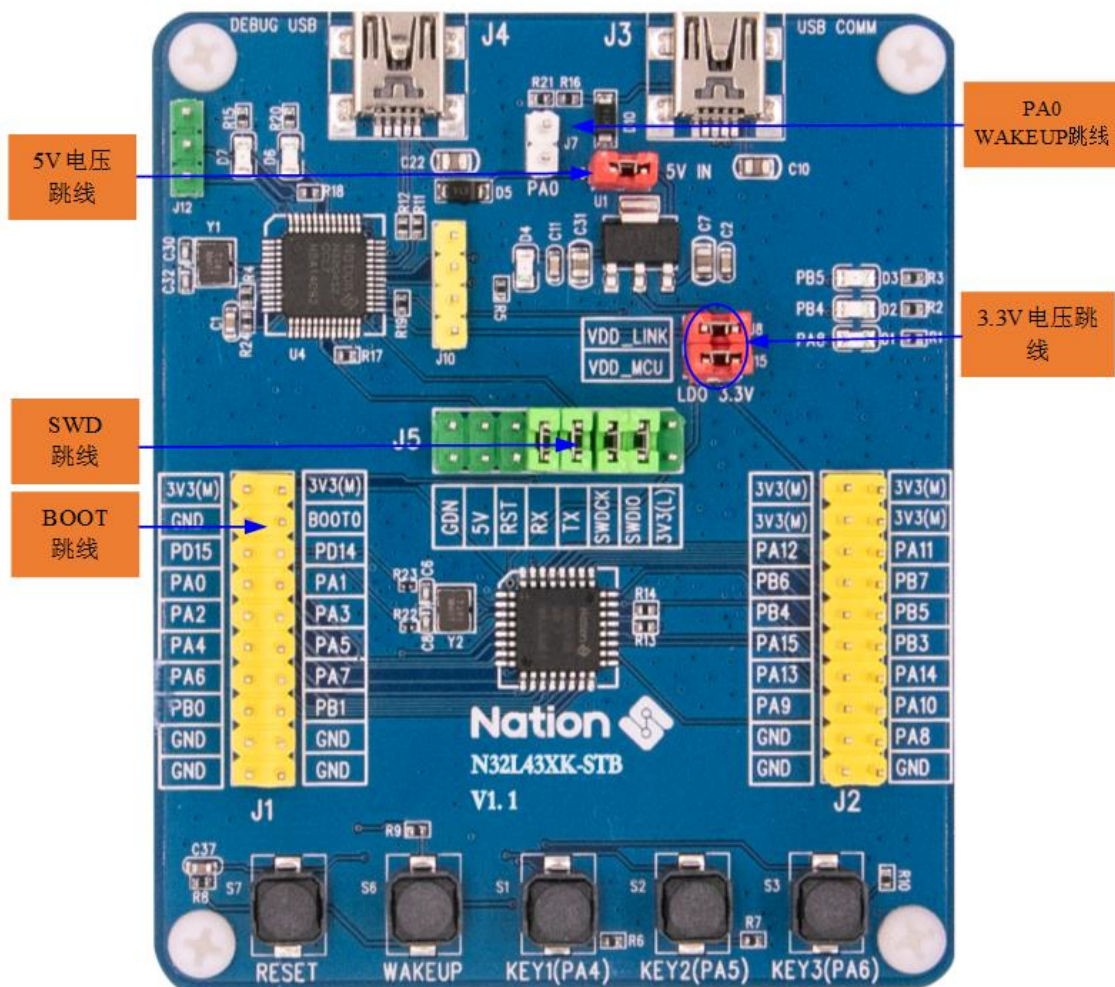 DEBUG USB
J4
J3
USB COMM
R21 R16
PA0
WAKEUP跳线
5V 电压
跳线
R15
R20
D7
D6
J12
R18
C22
D5
J7
PA0
5V IN
U1
C10
Y1
C30
C32
R4
C1
R24
U4
R17
R12
R11
R19
J10
R5
D4
C11
C31
C7
C2
PB5 D3 R3
PB4 D2 R2
PA8 D1 R1
3.3V 电压跳
线
VDD_LINK J8
VDD_MCU
LDO 3.3V
SWD
跳线
J5
GDN
5V
RST
RX
TX
SWDCK
SWDIO
3V3(L)
BOOT
跳线
3V3(M) 3V3(M)
GND BOOT0
PD15 PD14
PA0 PA1
PA2 PA3
PA4 PA5
PA6 PA7
PB0 PB1
GND GND
GND GND
J1
R23
C6
R22
C8
Y2
R14
R13
3V3(M) 3V3(M)
3V3(M) 3V3(M)
PA12 PA11
PB6 PB7
PB4 PB5
PA15 PB3
PA13 PA14
PA9 PA10
GND PA8
GND GND
J2
Nation
N32L43XK-STB
V1.1
C37
R8
S7
R9
S6
S1
R6
S2
R7
S3
R10
RESET
WAKEUP
KEY1(PA4)
KEY2(PA5)
KEY3(PA6)